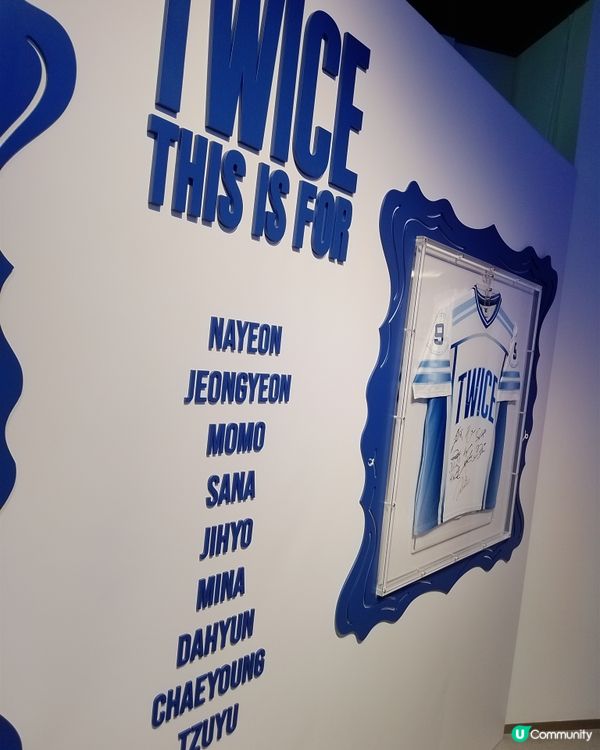 TWICE
THIS IS FOR
NAYEON
JEONGYEON
MOMO
SANA
JIHYO
MINA
DAHYUN
CHAEYOUNG
TZUYU
9
TWICE
U Community